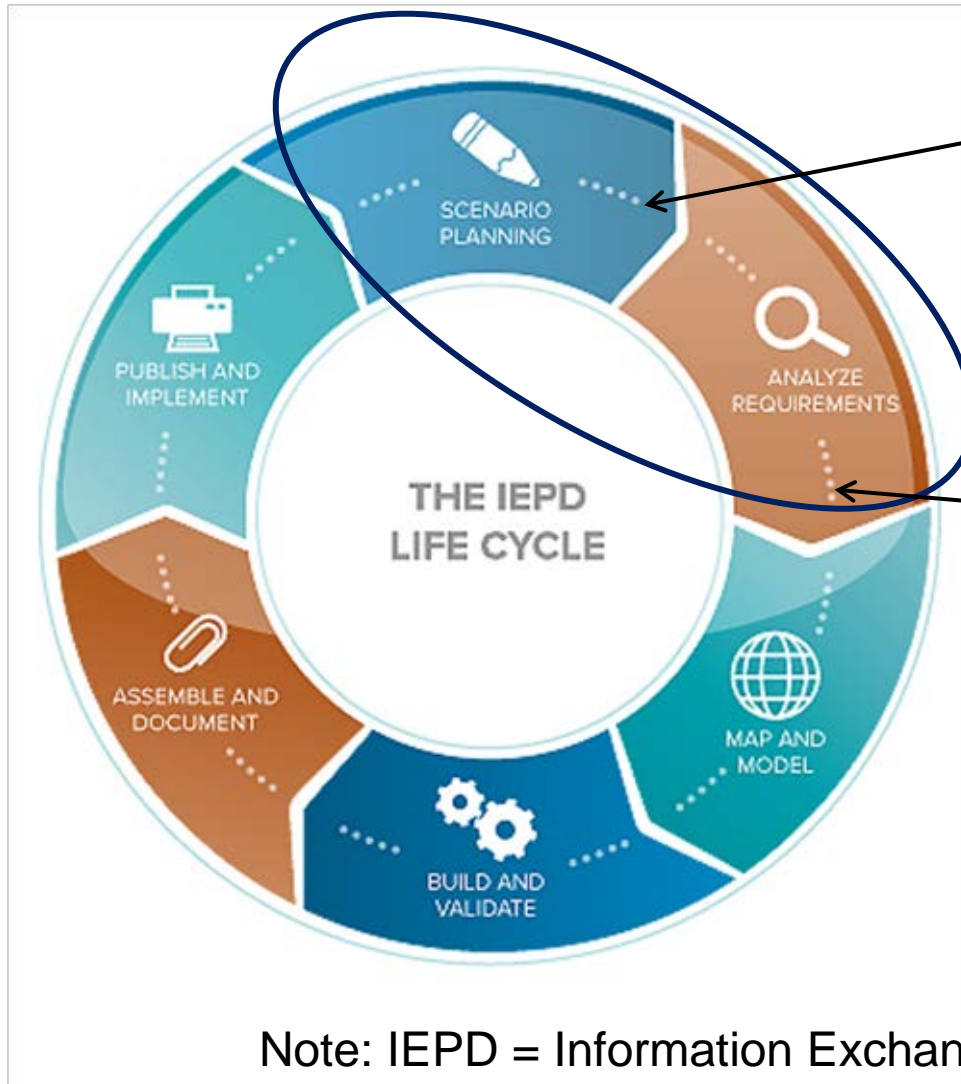 SCENARIO
PLANNING
ANALYZE
REQUIREMENTS
PUBLISH AND
IMPLEMENT
THE IEPD
LIFE CYCLE
ASSEMBLE AND
DOCUMENT
MAP AND
MODEL
BUILD AND
VALIDATE
Note: IEPD = Information Exchan